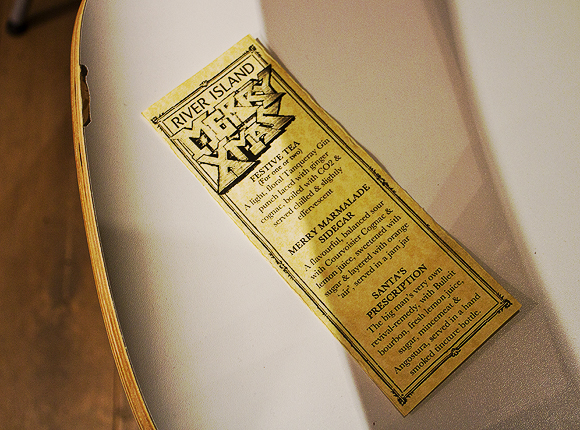 RIVER ISLAND
MERRY
XMAS
FESTIVE TEA
(For one or two)
A light, floral Tanqueray Gin
punch laced with ginger
cognac, boiled with CO2 &
served chilled & slightly
effervescent
MERRY MARMALADE
SIDECAR
A flavourful, balanced sour
with Courvoisier Cognac &
lemon juice, sweetened with
sugar & layered with orange
"air", served in a jam jar
SANTA'S
PRESCRIPTION
The big man's very own
revival-remedy, with Bulleit
bourbon, fresh lemon juice,
sugar, mincemeat &
Angostura, served in a hand
smoked tincture bottle.